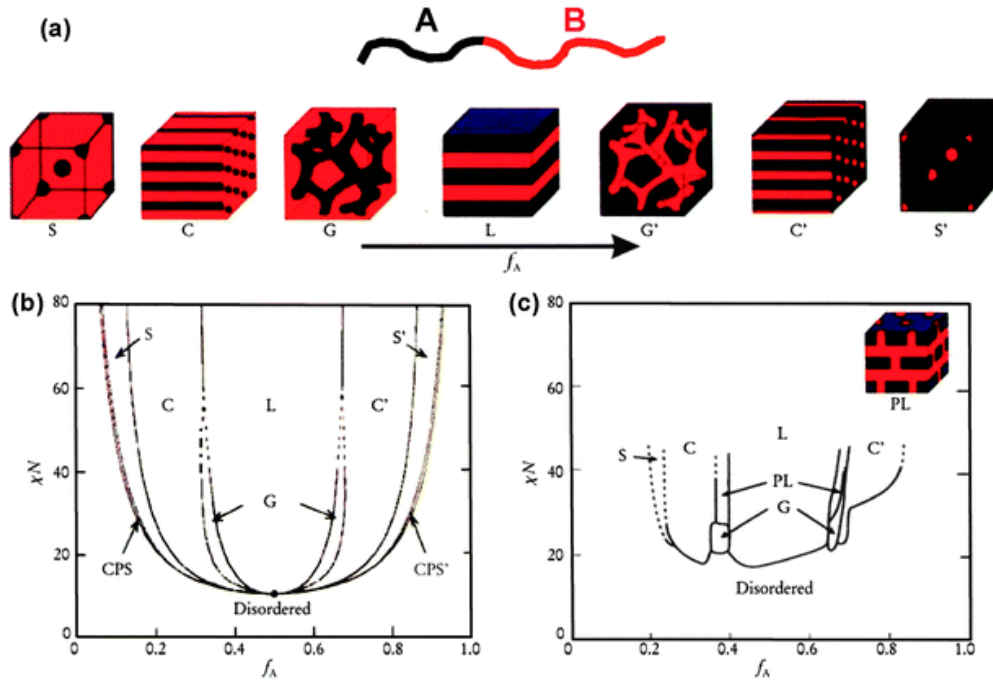 (a)
A B
S C G L G' C' S'
fA
(b)
80
60
40
20
0
χN
S
S'
C
L
C'
G
CPS
CPS'
Disordered
0 0.2 0.4 0.6 0.8 1.0
fA
(c)
80
60
40
20
0
χN
PL
L
S
C
C'
PL
G
Disordered
0 0.2 0.4 0.6 0.8 1.0
fA